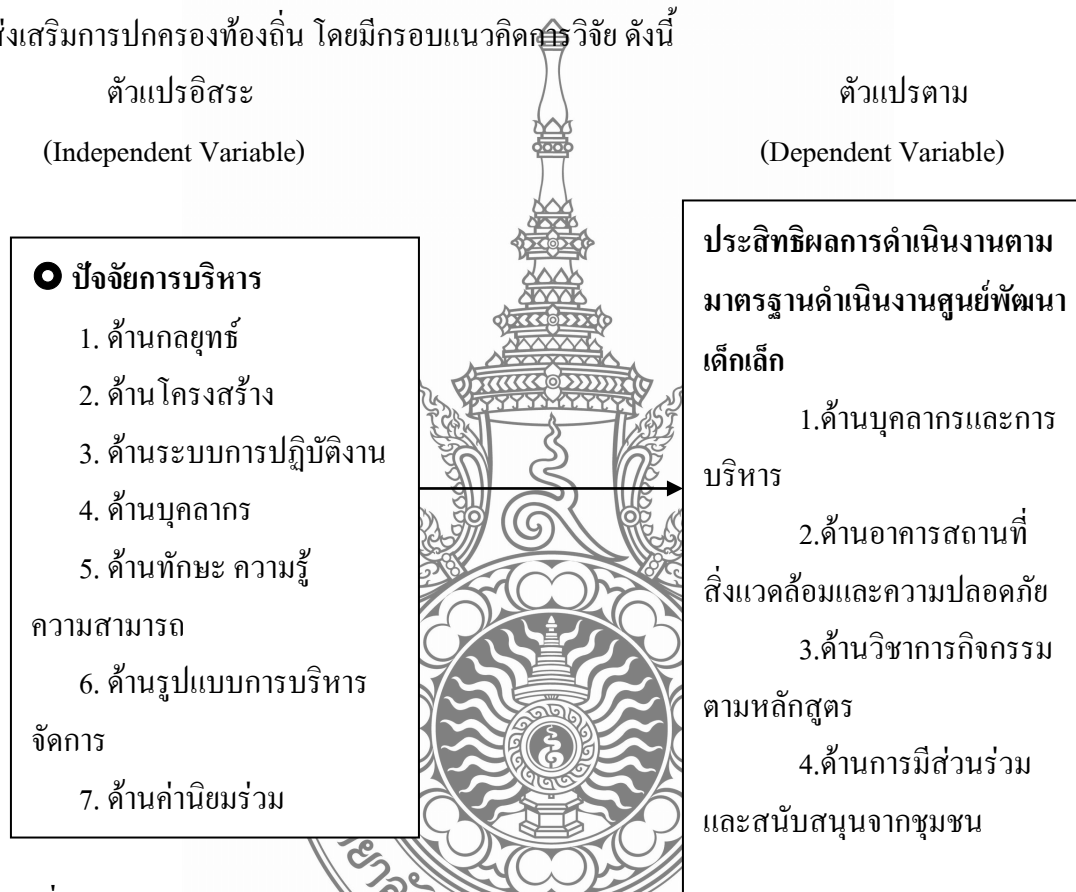 ส่งเสริมการปกครองท้องถิ่น โดยมีกรอบแนวคิดการวิจัย ดังนี้
ตัวแปรอิสระ
(Independent Variable)
ปัจจัยการบริหาร
1. ด้านกลยุทธ์
2. ด้านโครงสร้าง
3. ด้านระบบการปฏิบัติงาน
4. ด้านบุคลากร
5. ด้านทักษะ ความรู้
ความสามารถ
6. ด้านรูปแบบการบริหาร
จัดการ
7. ด้านค่านิยมร่วม
ตัวแปรตาม
(Dependent Variable)
ประสิทธิผลการดำเนินงานตาม
มาตรฐานดำเนินงานศูนย์พัฒนา
เด็กเล็ก
1.ด้านบุคลากรและการ
บริหาร
2.ด้านอาคารสถานที่
สิ่งแวดล้อมและความปลอดภัย
3.ด้านวิชาการกิจกรรม
ตามหลักสูตร
4.ด้านการมีส่วนร่วม
และสนับสนุนจากชุมชน